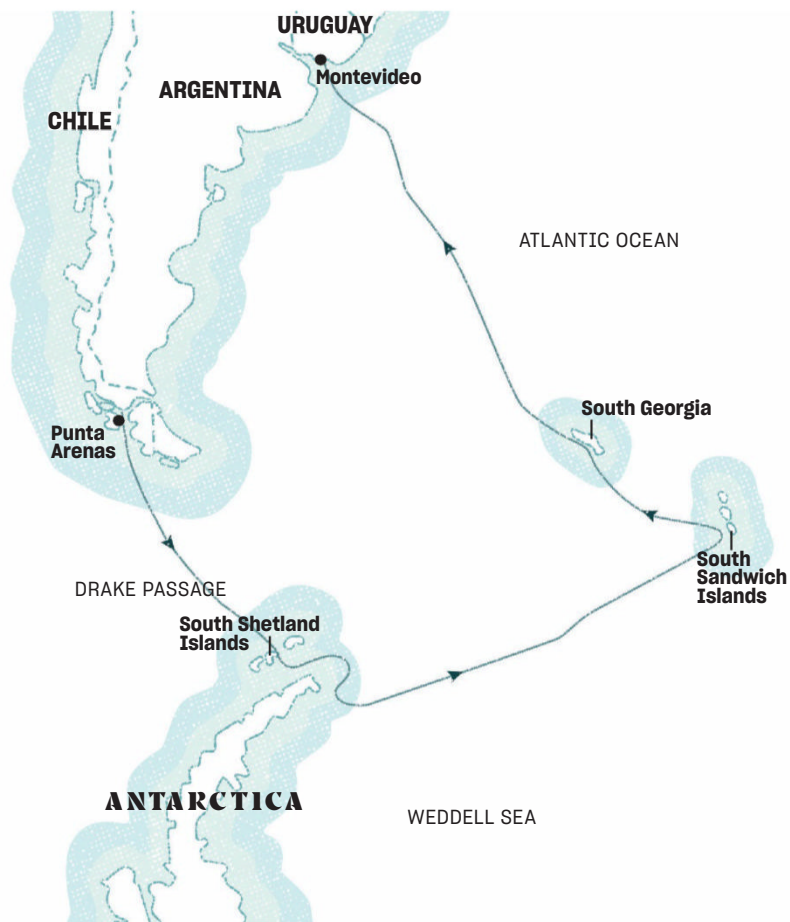 URUGUAY
Montevideo
ARGENTINA
CHILE
ATLANTIC OCEAN
South Georgia
Punta
Arenas
South
Sandwich
Islands
DRAKE PASSAGE
South Shetland
Islands
ANTARCTICA
WEDDELL SEA